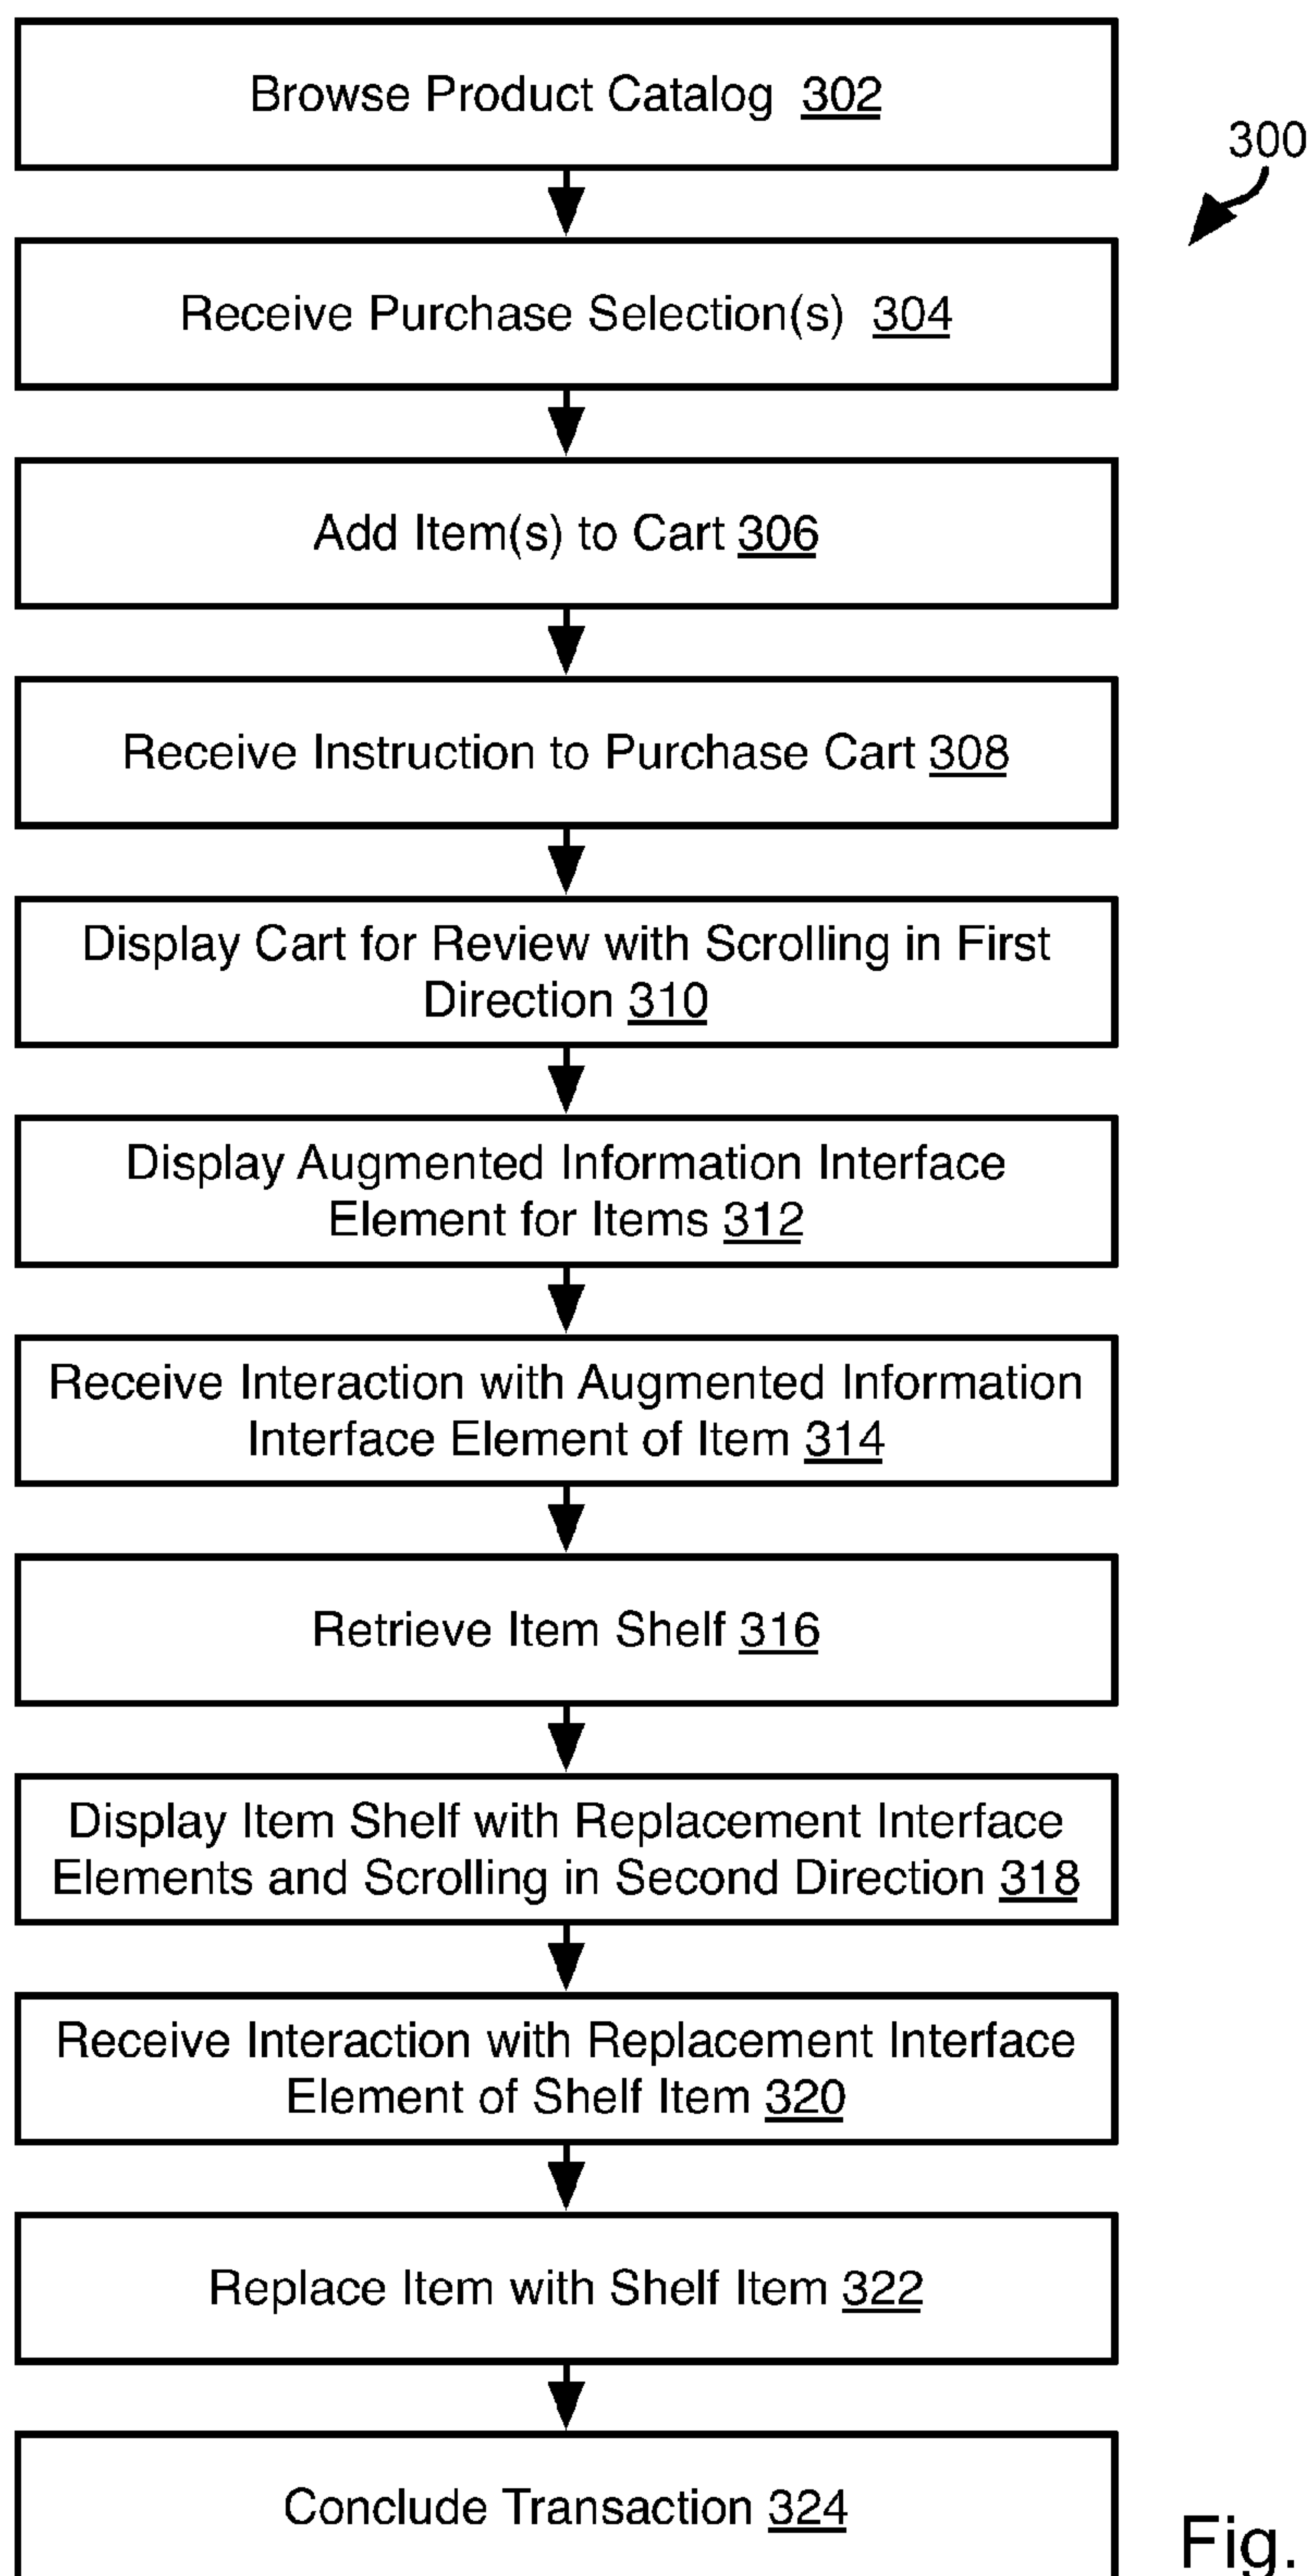 Browse Product Catalog 302
300
Receive Purchase Selection(s) 304
Add Item(s) to Cart 306
Receive Instruction to Purchase Cart 308
Display Cart for Review with Scrolling in First
Direction 310
Display Augmented Information Interface
Element for Items 312
Receive Interaction with Augmented Information
Interface Element of Item 314
Retrieve Item Shelf 316
Display Item Shelf with Replacement Interface
Elements and Scrolling in Second Direction 318
Receive Interaction with Replacement Interface
Element of Shelf Item 320
Replace Item with Shelf Item 322
Conclude Transaction 324
Fig.